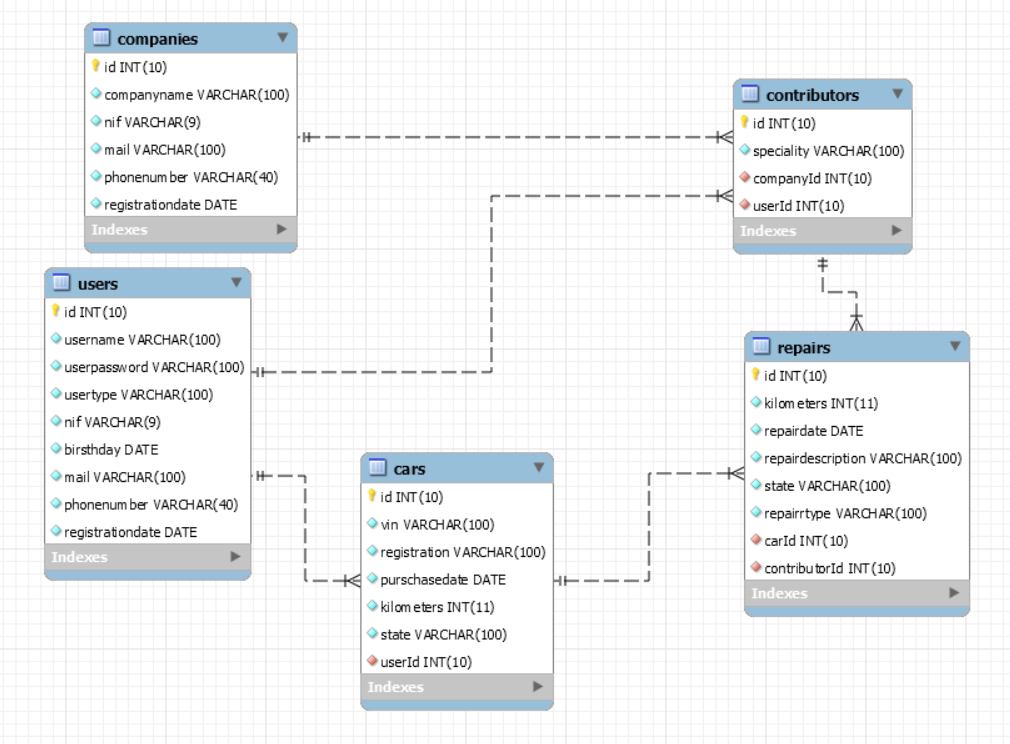 companies
id INT(10)
companyname VARCHAR(100)
nif VARCHAR(9)
mail VARCHAR(100)
phonenumber VARCHAR(40)
registrationdate DATE
Indexes
contributors
id INT(10)
speciality VARCHAR(100)
companyId INT(10)
userId INT(10)
Indexes
users
id INT(10)
username VARCHAR(100)
userpassword VARCHAR(100)
usertype VARCHAR(100)
nif VARCHAR(9)
birsthday DATE
mail VARCHAR(100)
phonenumber VARCHAR(40)
registrationdate DATE
Indexes
cars
id INT(10)
vin VARCHAR(100)
registration VARCHAR(100)
purschasedate DATE
kilometers INT(11)
state VARCHAR(100)
userId INT(10)
Indexes
repairs
id INT(10)
kilometers INT(11)
repairdate DATE
repairdescription VARCHAR(100)
state VARCHAR(100)
repairrtype VARCHAR(100)
carId INT(10)
contributorId INT(10)
Indexes